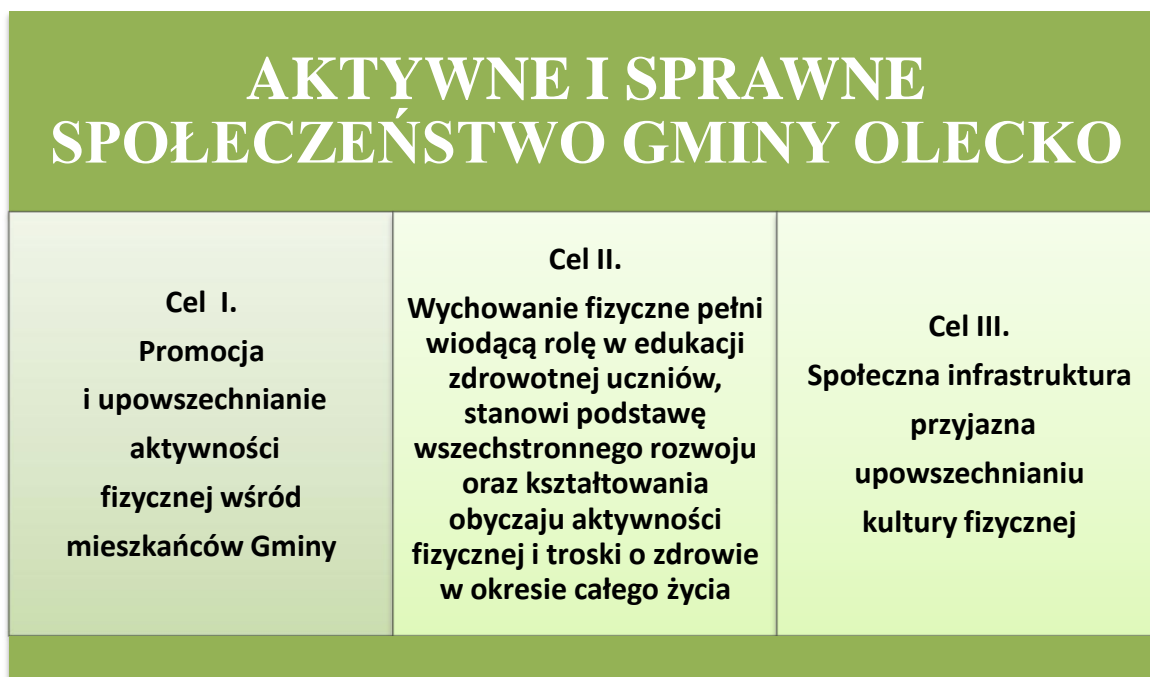 AKTYWNE I SPRAWNE
SPOŁECZEŃSTWO GMINY OLECKO
Cel I.
Promocja
i upowszechnianie
aktywności
fizycznej wśród
mieszkańców Gminy
Cel II.
Wychowanie fizyczne pełni
wiodącą rolę w edukacji
zdrowotnej uczniów,
stanowi podstawę
wszechstronnego rozwoju
oraz kształtowania
obyczaju aktywności
fizycznej i troski o zdrowie
w okresie całego życia
Cel III.
Społeczna infrastruktura
przyjazna
upowszechnianiu
kultury fizycznej